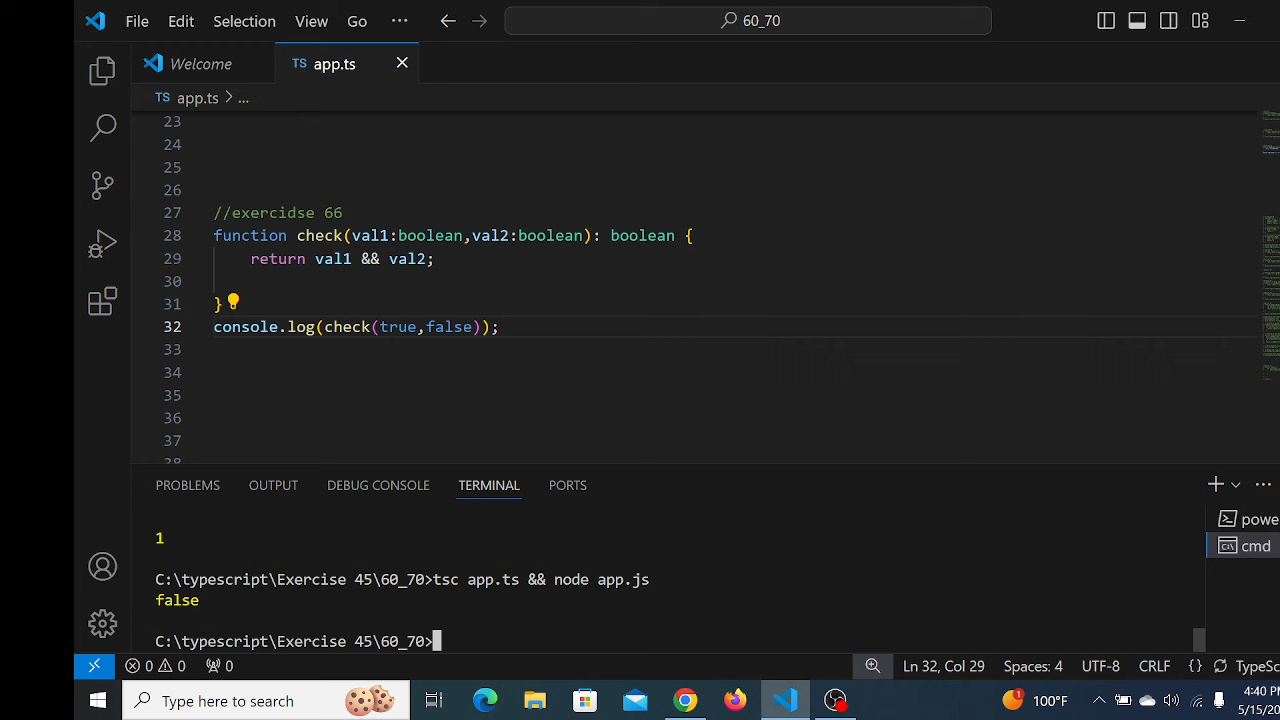 File Edit Selection View Go ··· 60_70
Welcome
TS app.ts
TS app.ts > ...
23
24
25
26
27 //exercidse 66
28 function check(val1:boolean,val2:boolean): boolean {
29 return val1 && val2;
30
31 }
32 console.log(check(true,false));
33
34
35
36
37
38
PROBLEMS OUTPUT DEBUG CONSOLE TERMINAL PORTS
1
powe
cmd
C:\typescript\Exercise 45\60_70>tsc app.ts && node app.js
false
C:\typescript\Exercise 45\60_70>
0 0 0 Ln 32, Col 29 Spaces: 4 UTF-8 CRLF {} TypeSc
Type here to search 1 100°F 4:40 PM
5/15/20